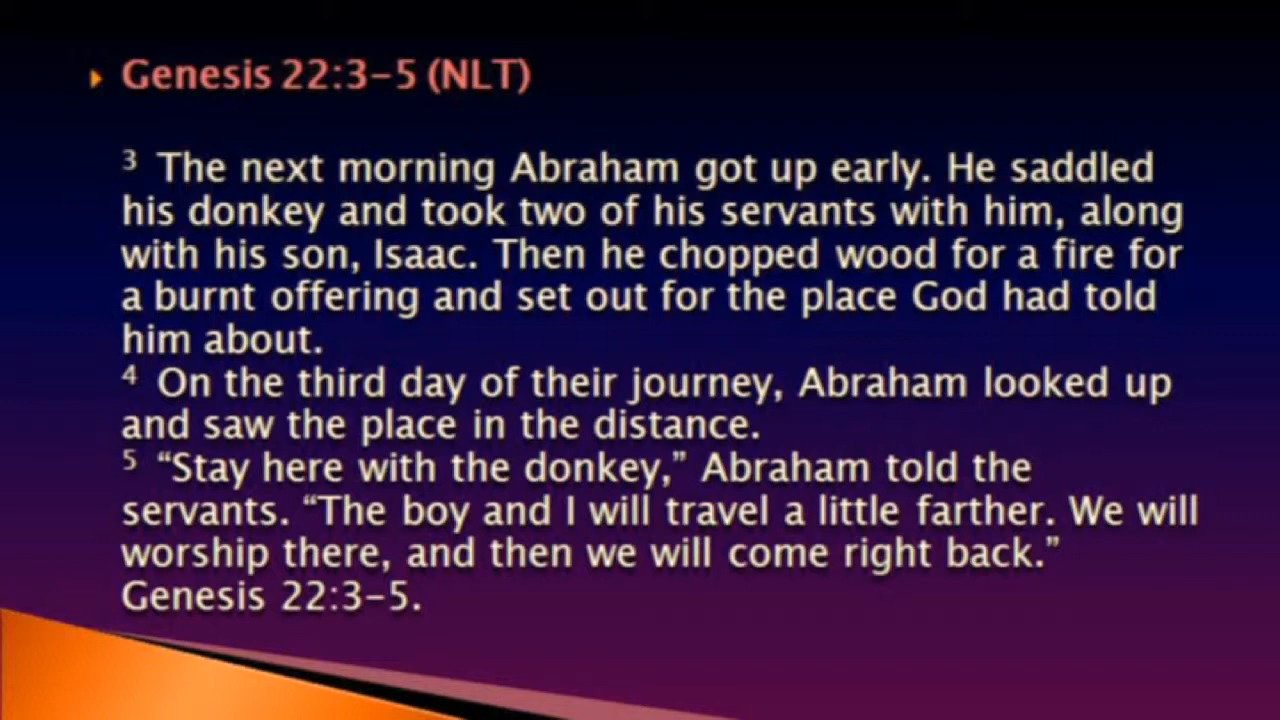 Genesis 22:3-5 (NLT)
3 The next morning Abraham got up early. He saddled
his donkey and took two of his servants with him, along
with his son, Isaac. Then he chopped wood for a fire for
a burnt offering and set out for the place God had told
him about.
4 On the third day of their journey, Abraham looked up
and saw the place in the distance.
5 “Stay here with the donkey,” Abraham told the
servants. “The boy and I will travel a little farther. We will
worship there, and then we will come right back.”
Genesis 22:3-5.